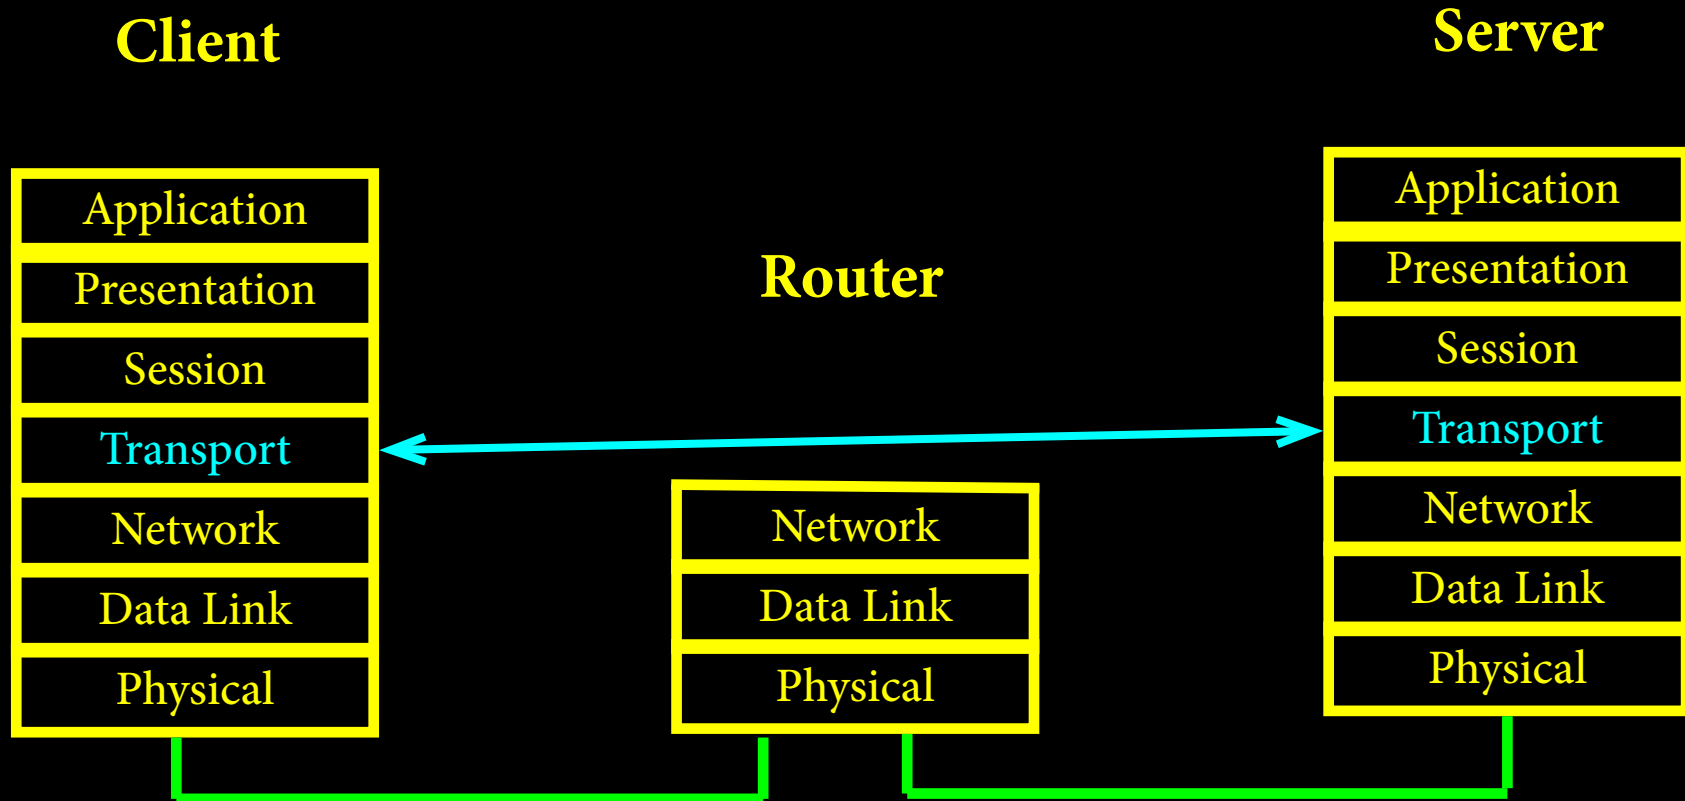 Client
Application
Presentation
Session
Transport
Network
Data Link
Physical
Router
Network
Data Link
Physical
Server
Application
Presentation
Session
Transport
Network
Data Link
Physical